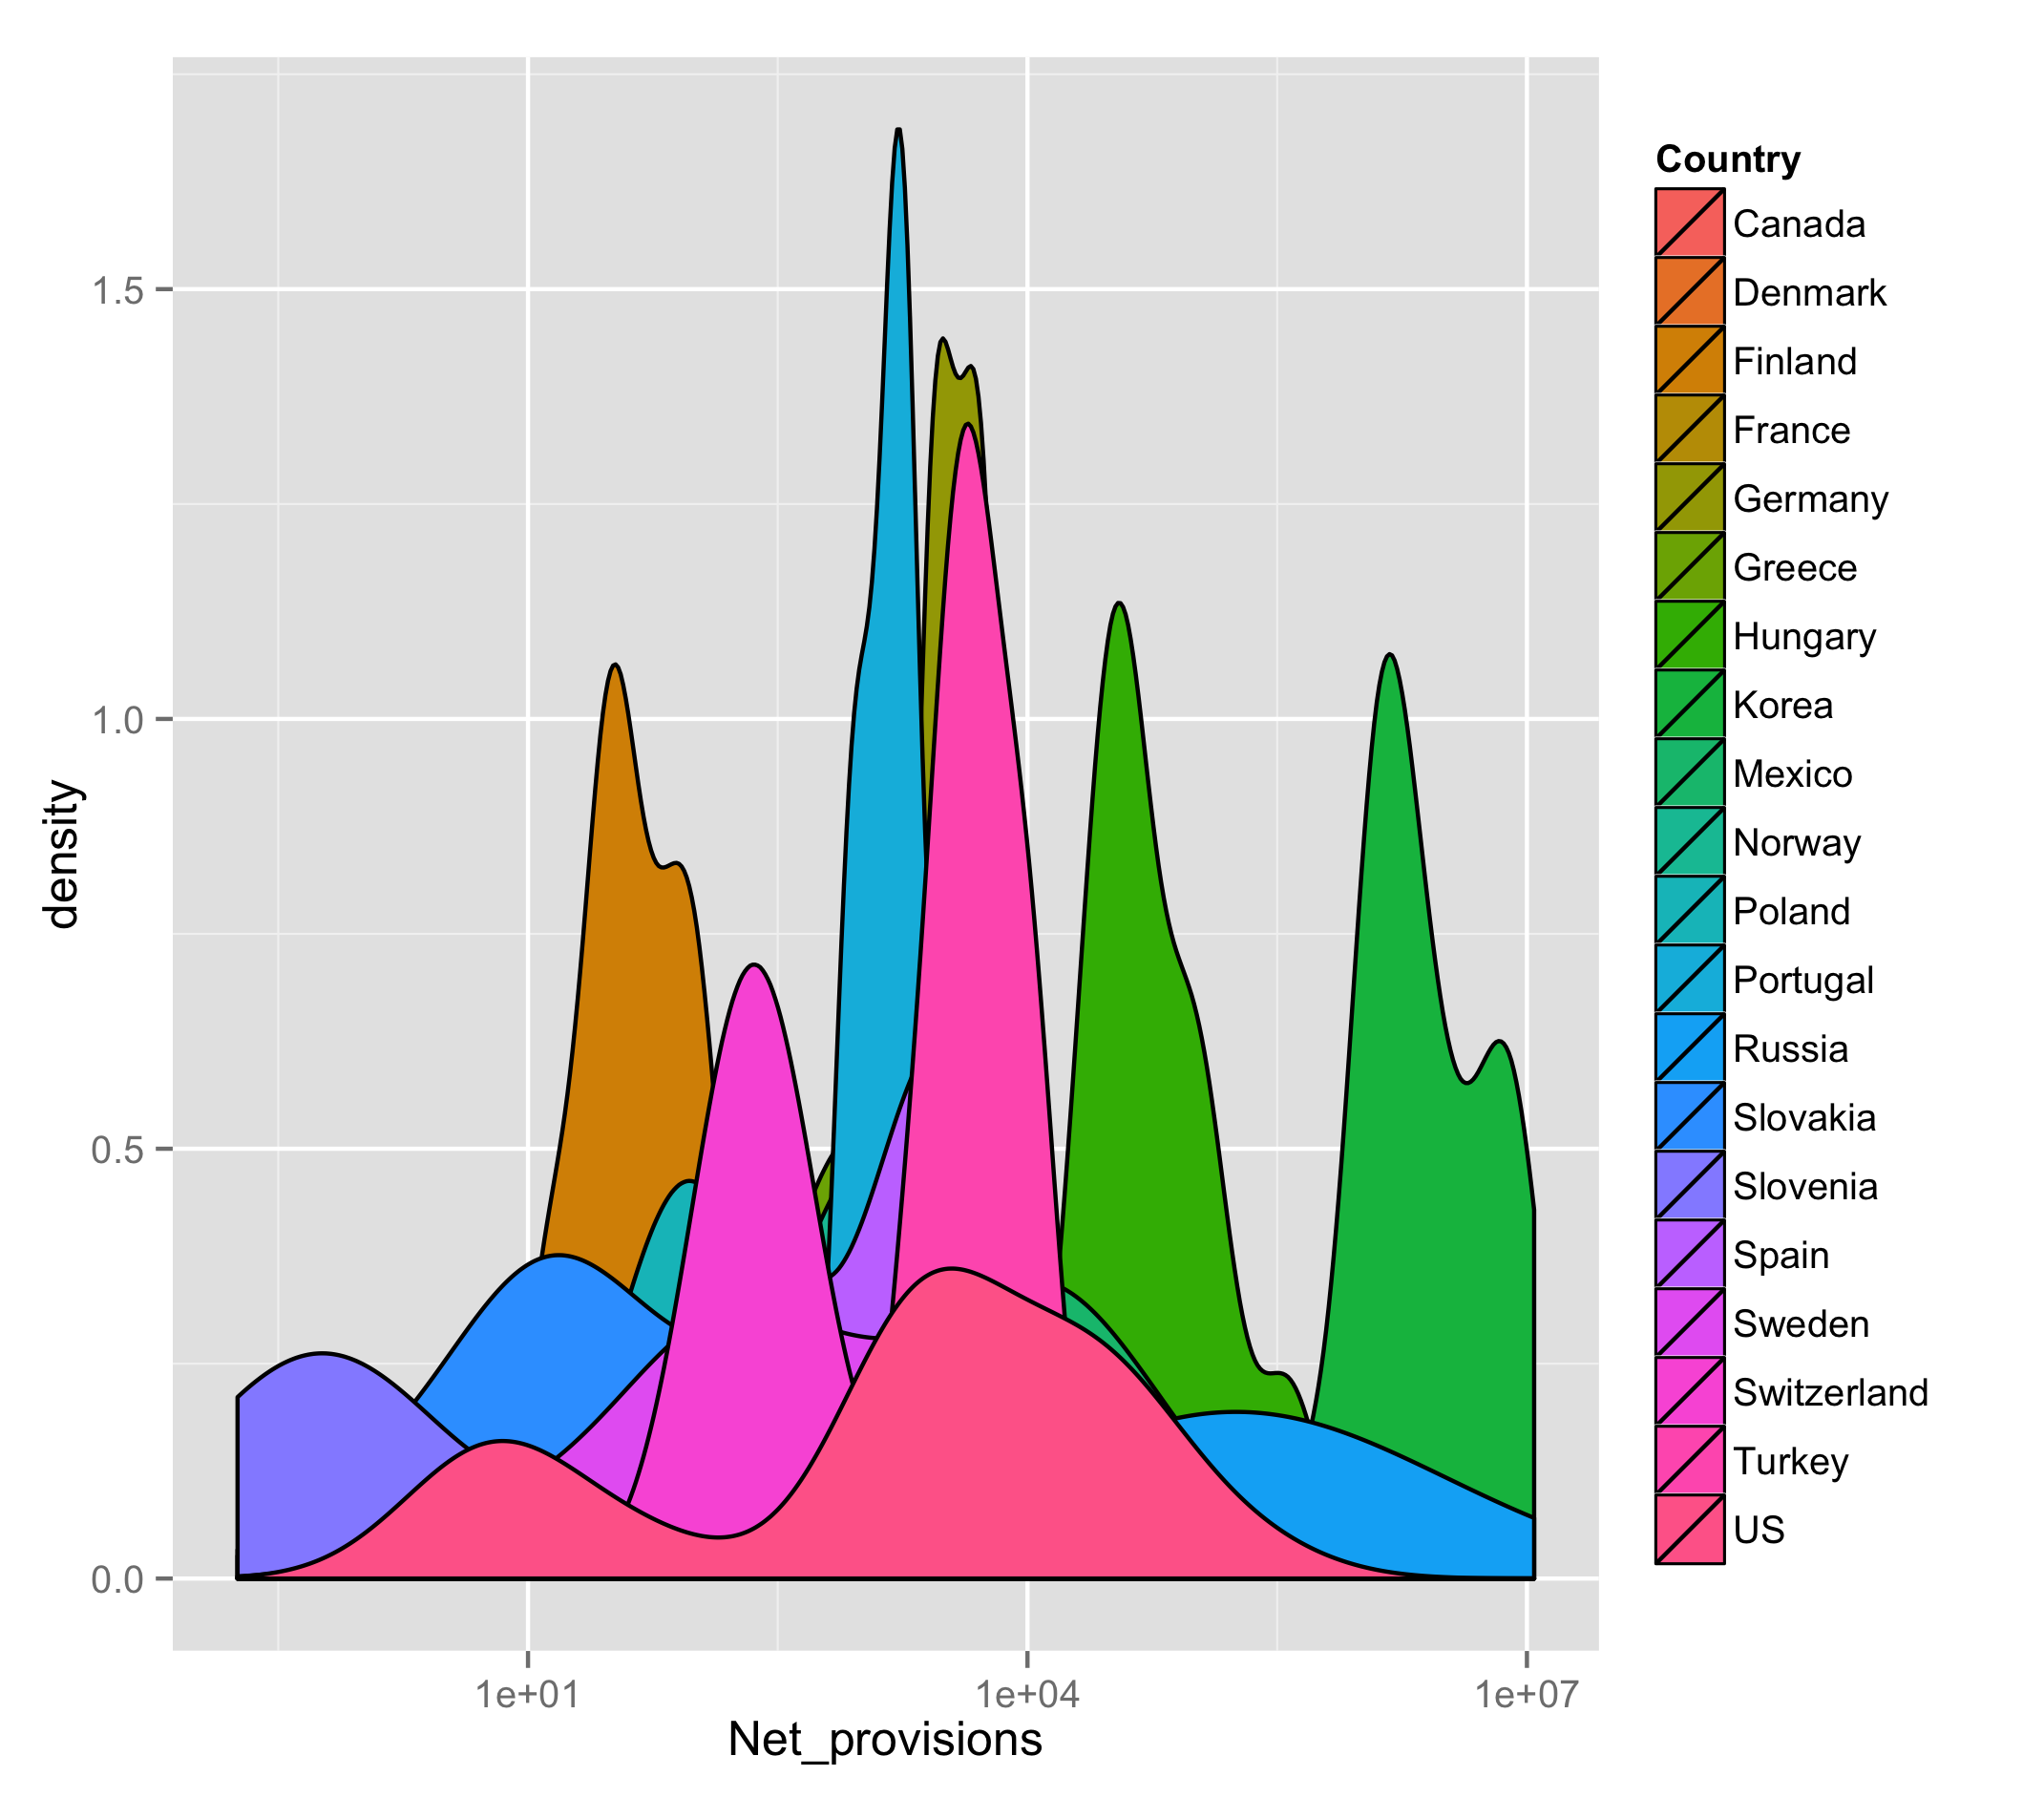 1.5
1.0
0.5
0.0
density
1e+01
1e+04
1e+07
Net_provisions
Country
Canada
Denmark
Finland
France
Germany
Greece
Hungary
Korea
Mexico
Norway
Poland
Portugal
Russia
Slovakia
Slovenia
Spain
Sweden
Switzerland
Turkey
US